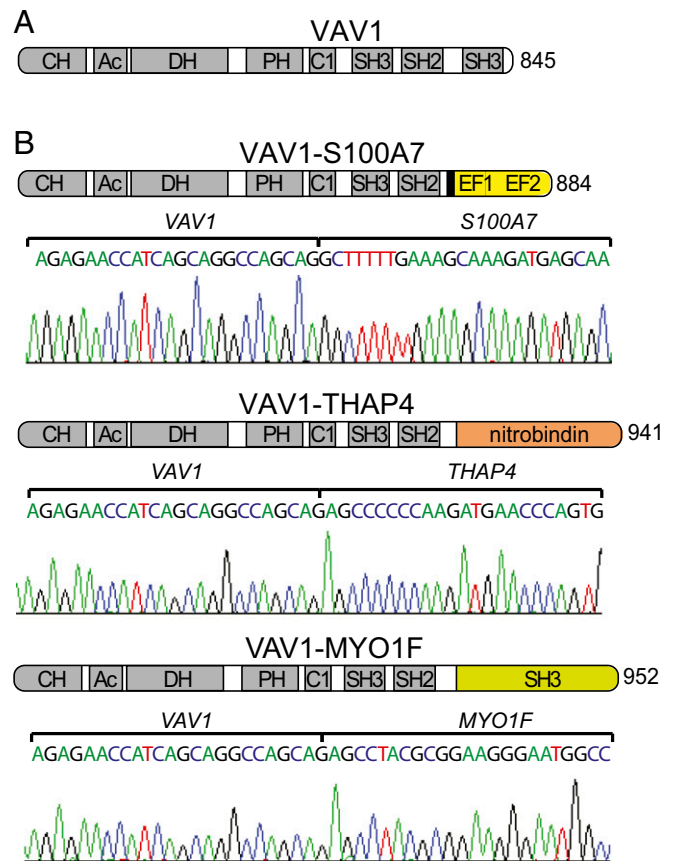 A
VAV1
CH Ac DH PH C1 SH3 SH2 SH3 845
B
VAV1-S100A7
CH Ac DH PH C1 SH3 SH2 EF1 EF2 884
VAV1 S100A7
AGAGAACCATCAGCAGGCCAGCAGGCTTTTTGAAAGCAAAGATGAGCAA
VAV1-THAP4
CH Ac DH PH C1 SH3 SH2 nitrobindin 941
VAV1 THAP4
AGAGAACCATCAGCAGGCCAGCAGAGCCCCCCAAGATGAACCCAGTG
VAV1-MYO1F
CH Ac DH PH C1 SH3 SH2 SH3 952
VAV1 MYO1F
AGAGAACCATCAGCAGGCCAGCAGAGCCTACGCGGAAGGGAATGGCC